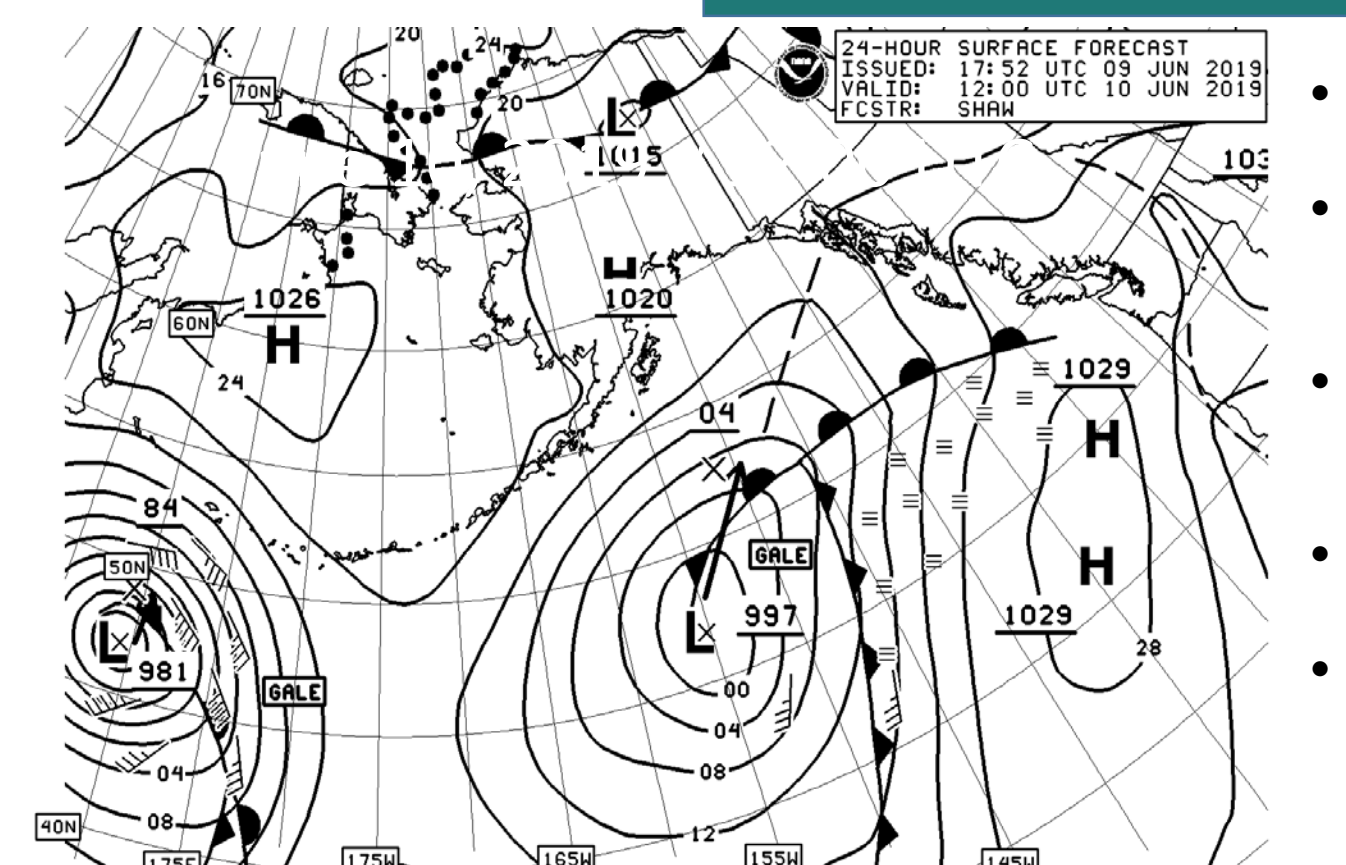 24-HOUR SURFACE FORECAST
ISSUED: 17:52 UTC 09 JUN 2019
VALID: 12:00 UTC 10 JUN 2019
FCSTR: SHAW
20
24
16
70N
20
L
1015
1026
H
60N
24
H
1020
1029
H
04
84
50N
GALE
H
L
997
1029
L
981
28
GALE
00
04
04
08
08
12
40N
175E
175W
165W
155W
145W